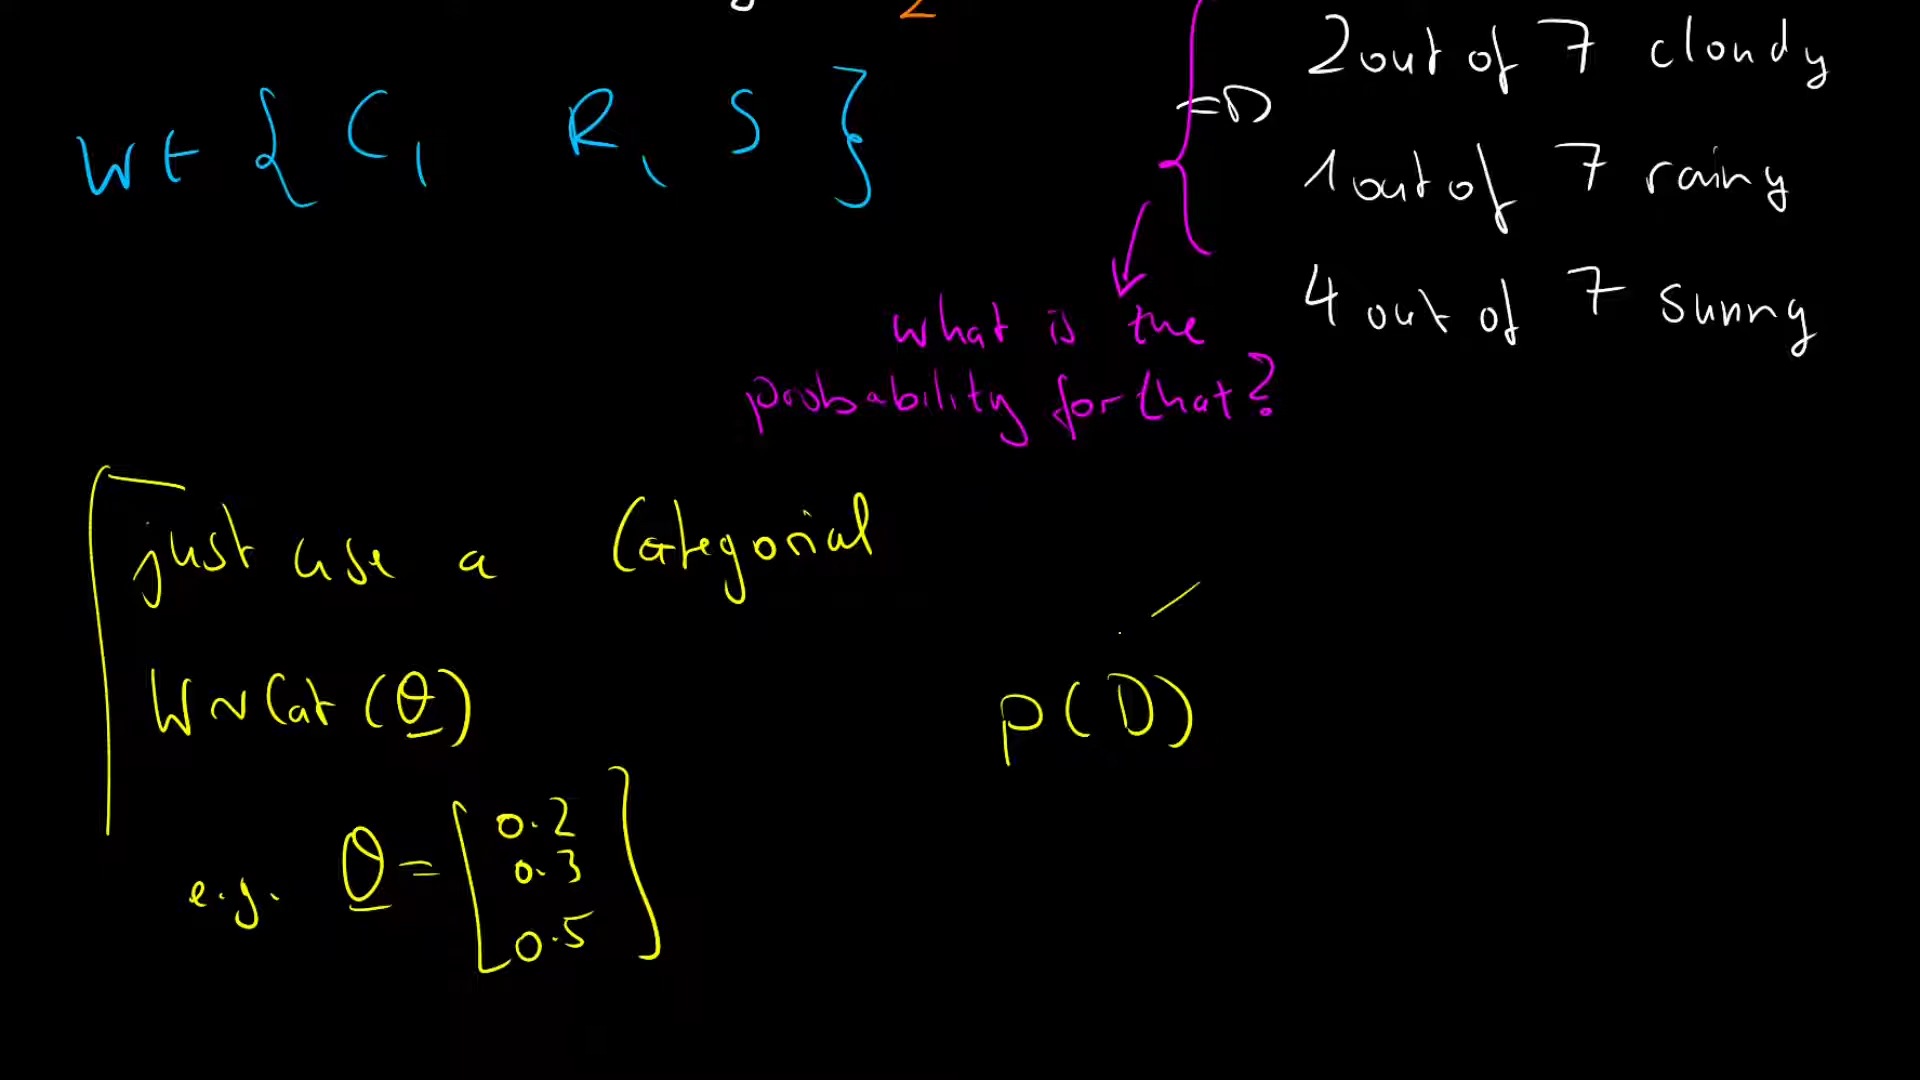 2 out of 7 cloudy
W ∈ { C, R, S }
= D
1 out of 7 rainy
4 out of 7 sunny
what is the
probability for that?
just use a Categorial
W ~ Cat (θ)
p(D)
e.g. θ = [ 0.2
0.3
0.5 ]